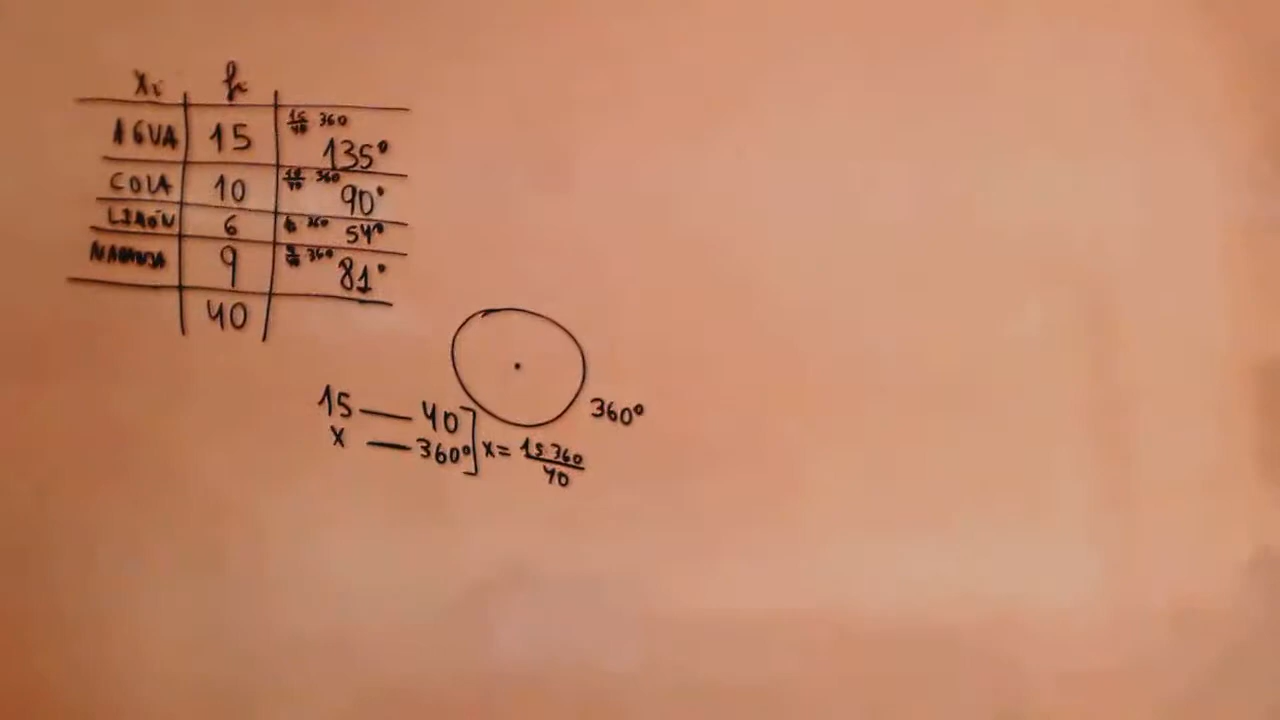 xi fi
AGUA 15 15/40 360 135°
COLA 10 10/40 360 90°
LIMÓN 6 6 360 54°
NARANJA 9 9/40 360 81°
40
360°
15 — 40
x — 360° x = 15 360/40